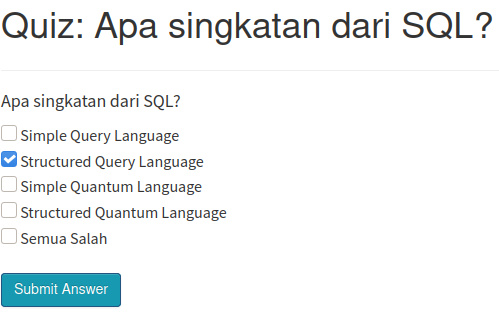 Quiz: Apa singkatan dari SQL?
Apa singkatan dari SQL?
Simple Query Language
Structured Query Language
Simple Quantum Language
Structured Quantum Language
Semua Salah
Submit Answer